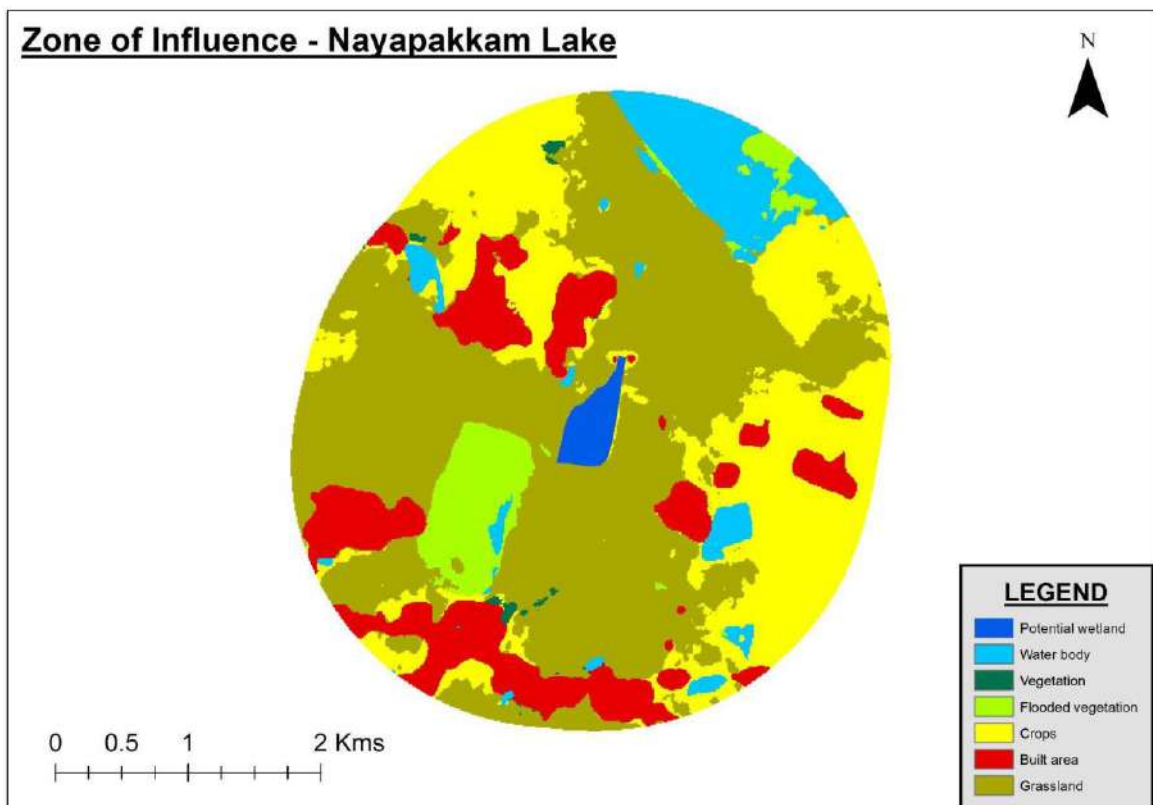 Zone of Influence - Nayapakkam Lake
N
LEGEND
Potential wetland
Water body
Vegetation
Flooded vegetation
Crops
Built area
Grassland
0 0.5 1 2 Kms